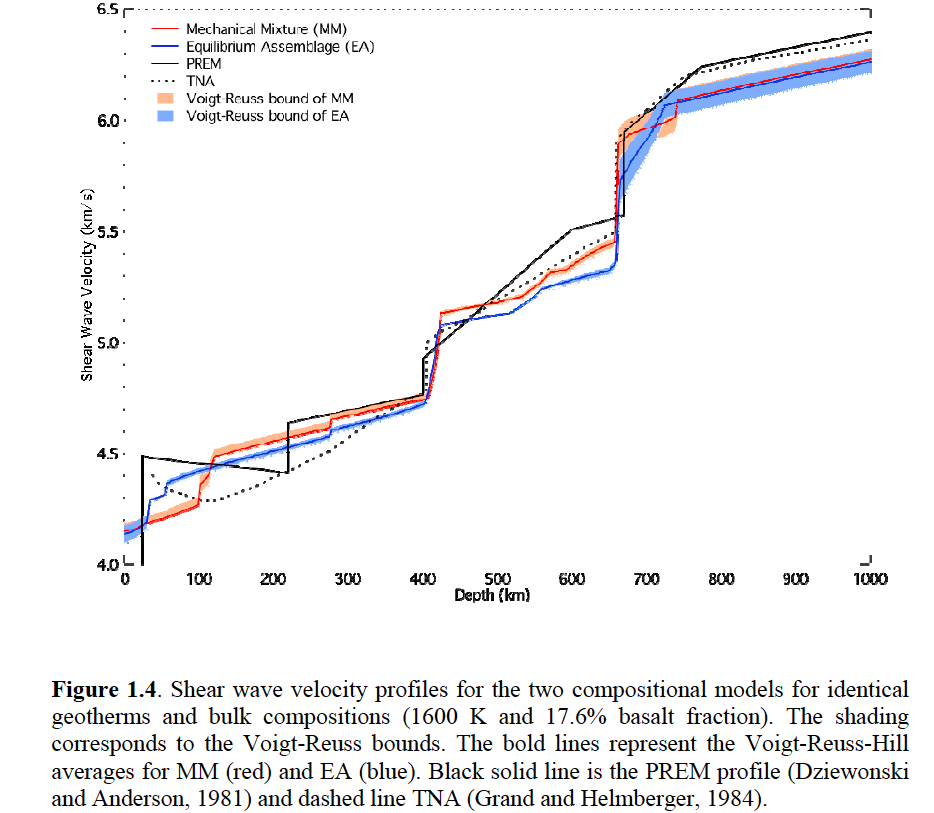 6.5
Mechanical Mixture (MM)
Equilibrium Assemblage (EA)
PREM
TNA
Voigt-Reuss bound of MM
Voigt-Reuss bound of EA
6.0
5.5
5.0
4.5
4.0
Shear Wave Velocity (km/s)
0 100 200 300 400 500 600 700 800 900 1000
Depth (km)
Figure 1.4. Shear wave velocity profiles for the two compositional models for identical
geotherms and bulk compositions (1600 K and 17.6% basalt fraction). The shading
corresponds to the Voigt-Reuss bounds. The bold lines represent the Voigt-Reuss-Hill
averages for MM (red) and EA (blue). Black solid line is the PREM profile (Dziewonski
and Anderson, 1981) and dashed line TNA (Grand and Helmberger, 1984).